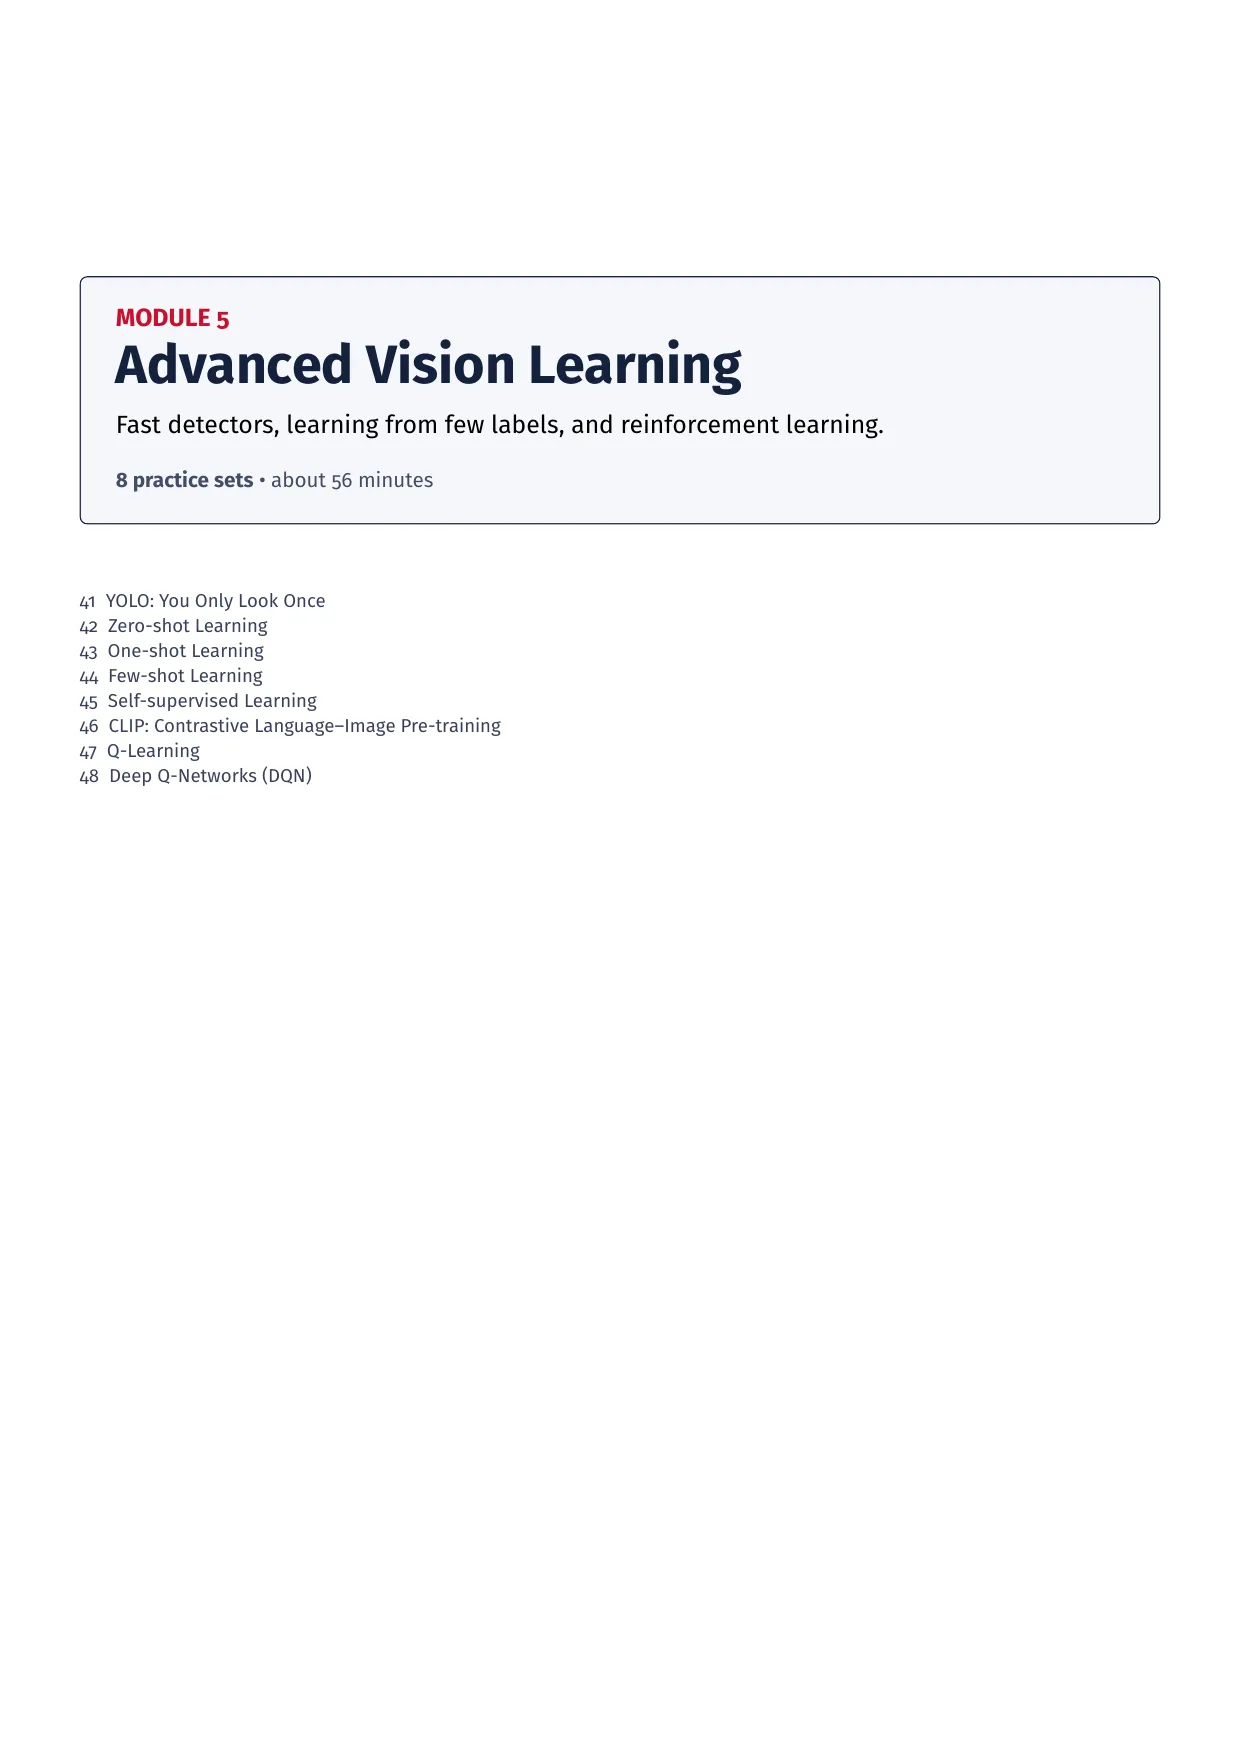 MODULE 5
Advanced Vision Learning
Fast detectors, learning from few labels, and reinforcement learning.
8 practice sets • about 56 minutes
41 YOLO: You Only Look Once
42 Zero-shot Learning
43 One-shot Learning
44 Few-shot Learning
45 Self-supervised Learning
46 CLIP: Contrastive Language–Image Pre-training
47 Q-Learning
48 Deep Q-Networks (DQN)